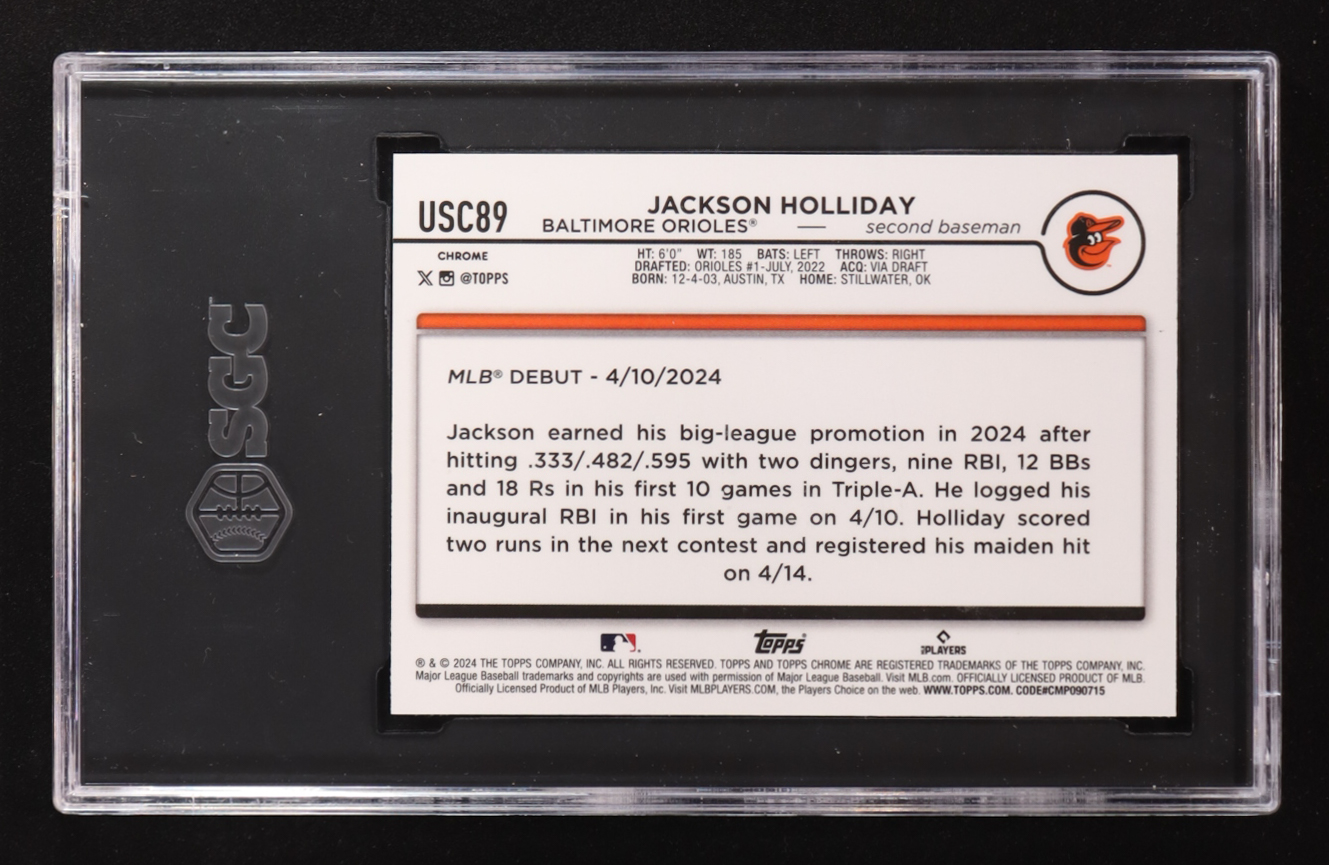 SGC
USC89
JACKSON HOLLIDAY
BALTIMORE ORIOLES® — second baseman
CHROME
@TOPPS
HT: 6'0" WT: 185 BATS: LEFT THROWS: RIGHT
DRAFTED: ORIOLES #1-JULY, 2022 ACQ: VIA DRAFT
BORN: 12-4-03, AUSTIN, TX HOME: STILLWATER, OK
MLB® DEBUT - 4/10/2024
Jackson earned his big-league promotion in 2024 after
hitting .333/.482/.595 with two dingers, nine RBI, 12 BBs
and 18 Rs in his first 10 games in Triple-A. He logged his
inaugural RBI in his first game on 4/10. Holliday scored
two runs in the next contest and registered his maiden hit
on 4/14.
Topps®
PLAYERS
® & © 2024 THE TOPPS COMPANY, INC. ALL RIGHTS RESERVED. TOPPS AND TOPPS CHROME ARE REGISTERED TRADEMARKS OF THE TOPPS COMPANY, INC.
Major League Baseball trademarks and copyrights are used with permission of Major League Baseball. Visit MLB.com. OFFICIALLY LICENSED PRODUCT OF MLB.
Officially Licensed Product of MLB Players, Inc. Visit MLBPLAYERS.COM, the Players Choice on the web. WWW.TOPPS.COM. CODE#CMP090715